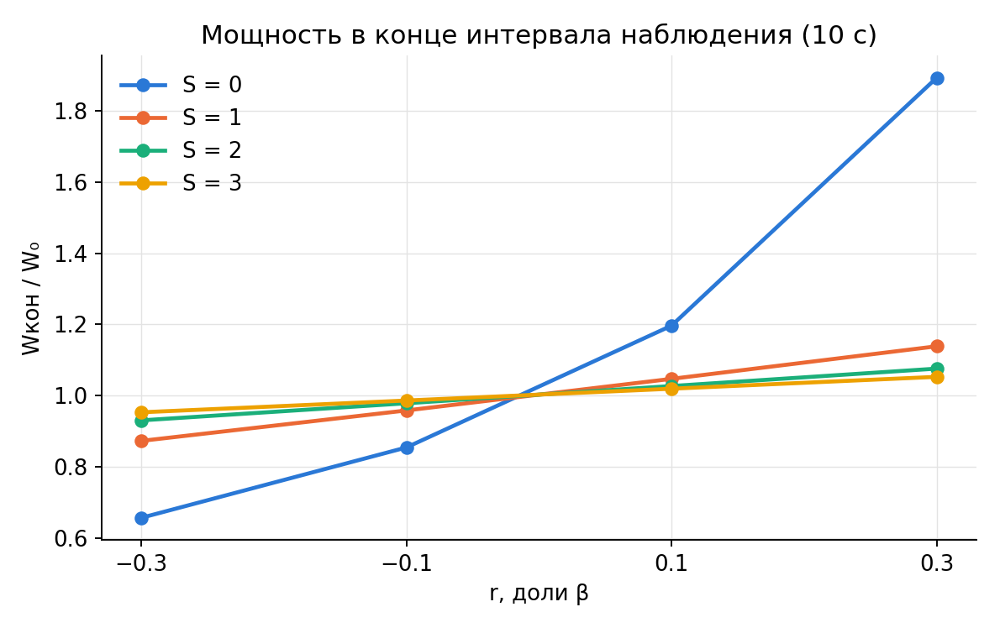 Мощность в конце интервала наблюдения (10 с)
S = 0
S = 1
S = 2
S = 3
Wкон / W₀
1.8
1.6
1.4
1.2
1.0
0.8
0.6
−0.3
−0.1
0.1
0.3
r, доли β